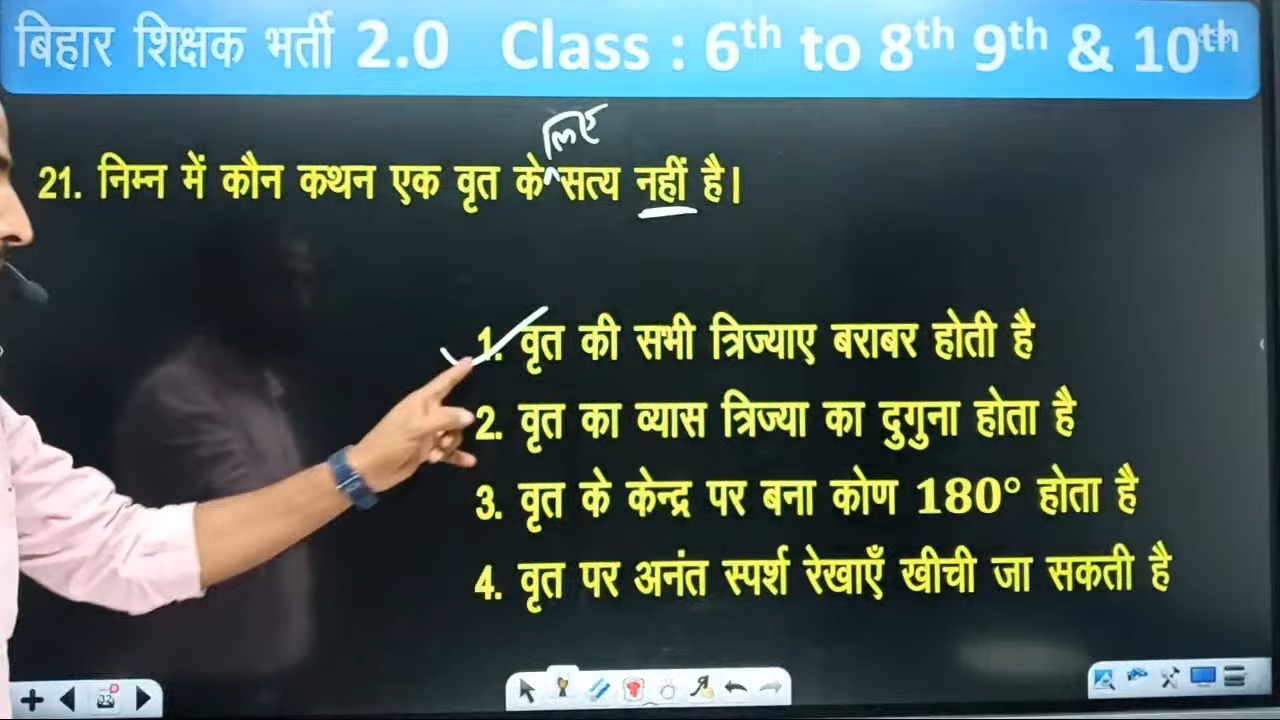 बिहार शिक्षक भर्ती 2.0 Class : 6th to 8th 9th & 10th
लिए
21. निम्न में कौन कथन एक वृत के सत्य नहीं है।
1. वृत की सभी त्रिज्याए बराबर होती है
2. वृत का व्यास त्रिज्या का दुगुना होता है
3. वृत के केन्द्र पर बना कोण 180° होता है
4. वृत पर अनंत स्पर्श रेखाएँ खीची जा सकती है
32